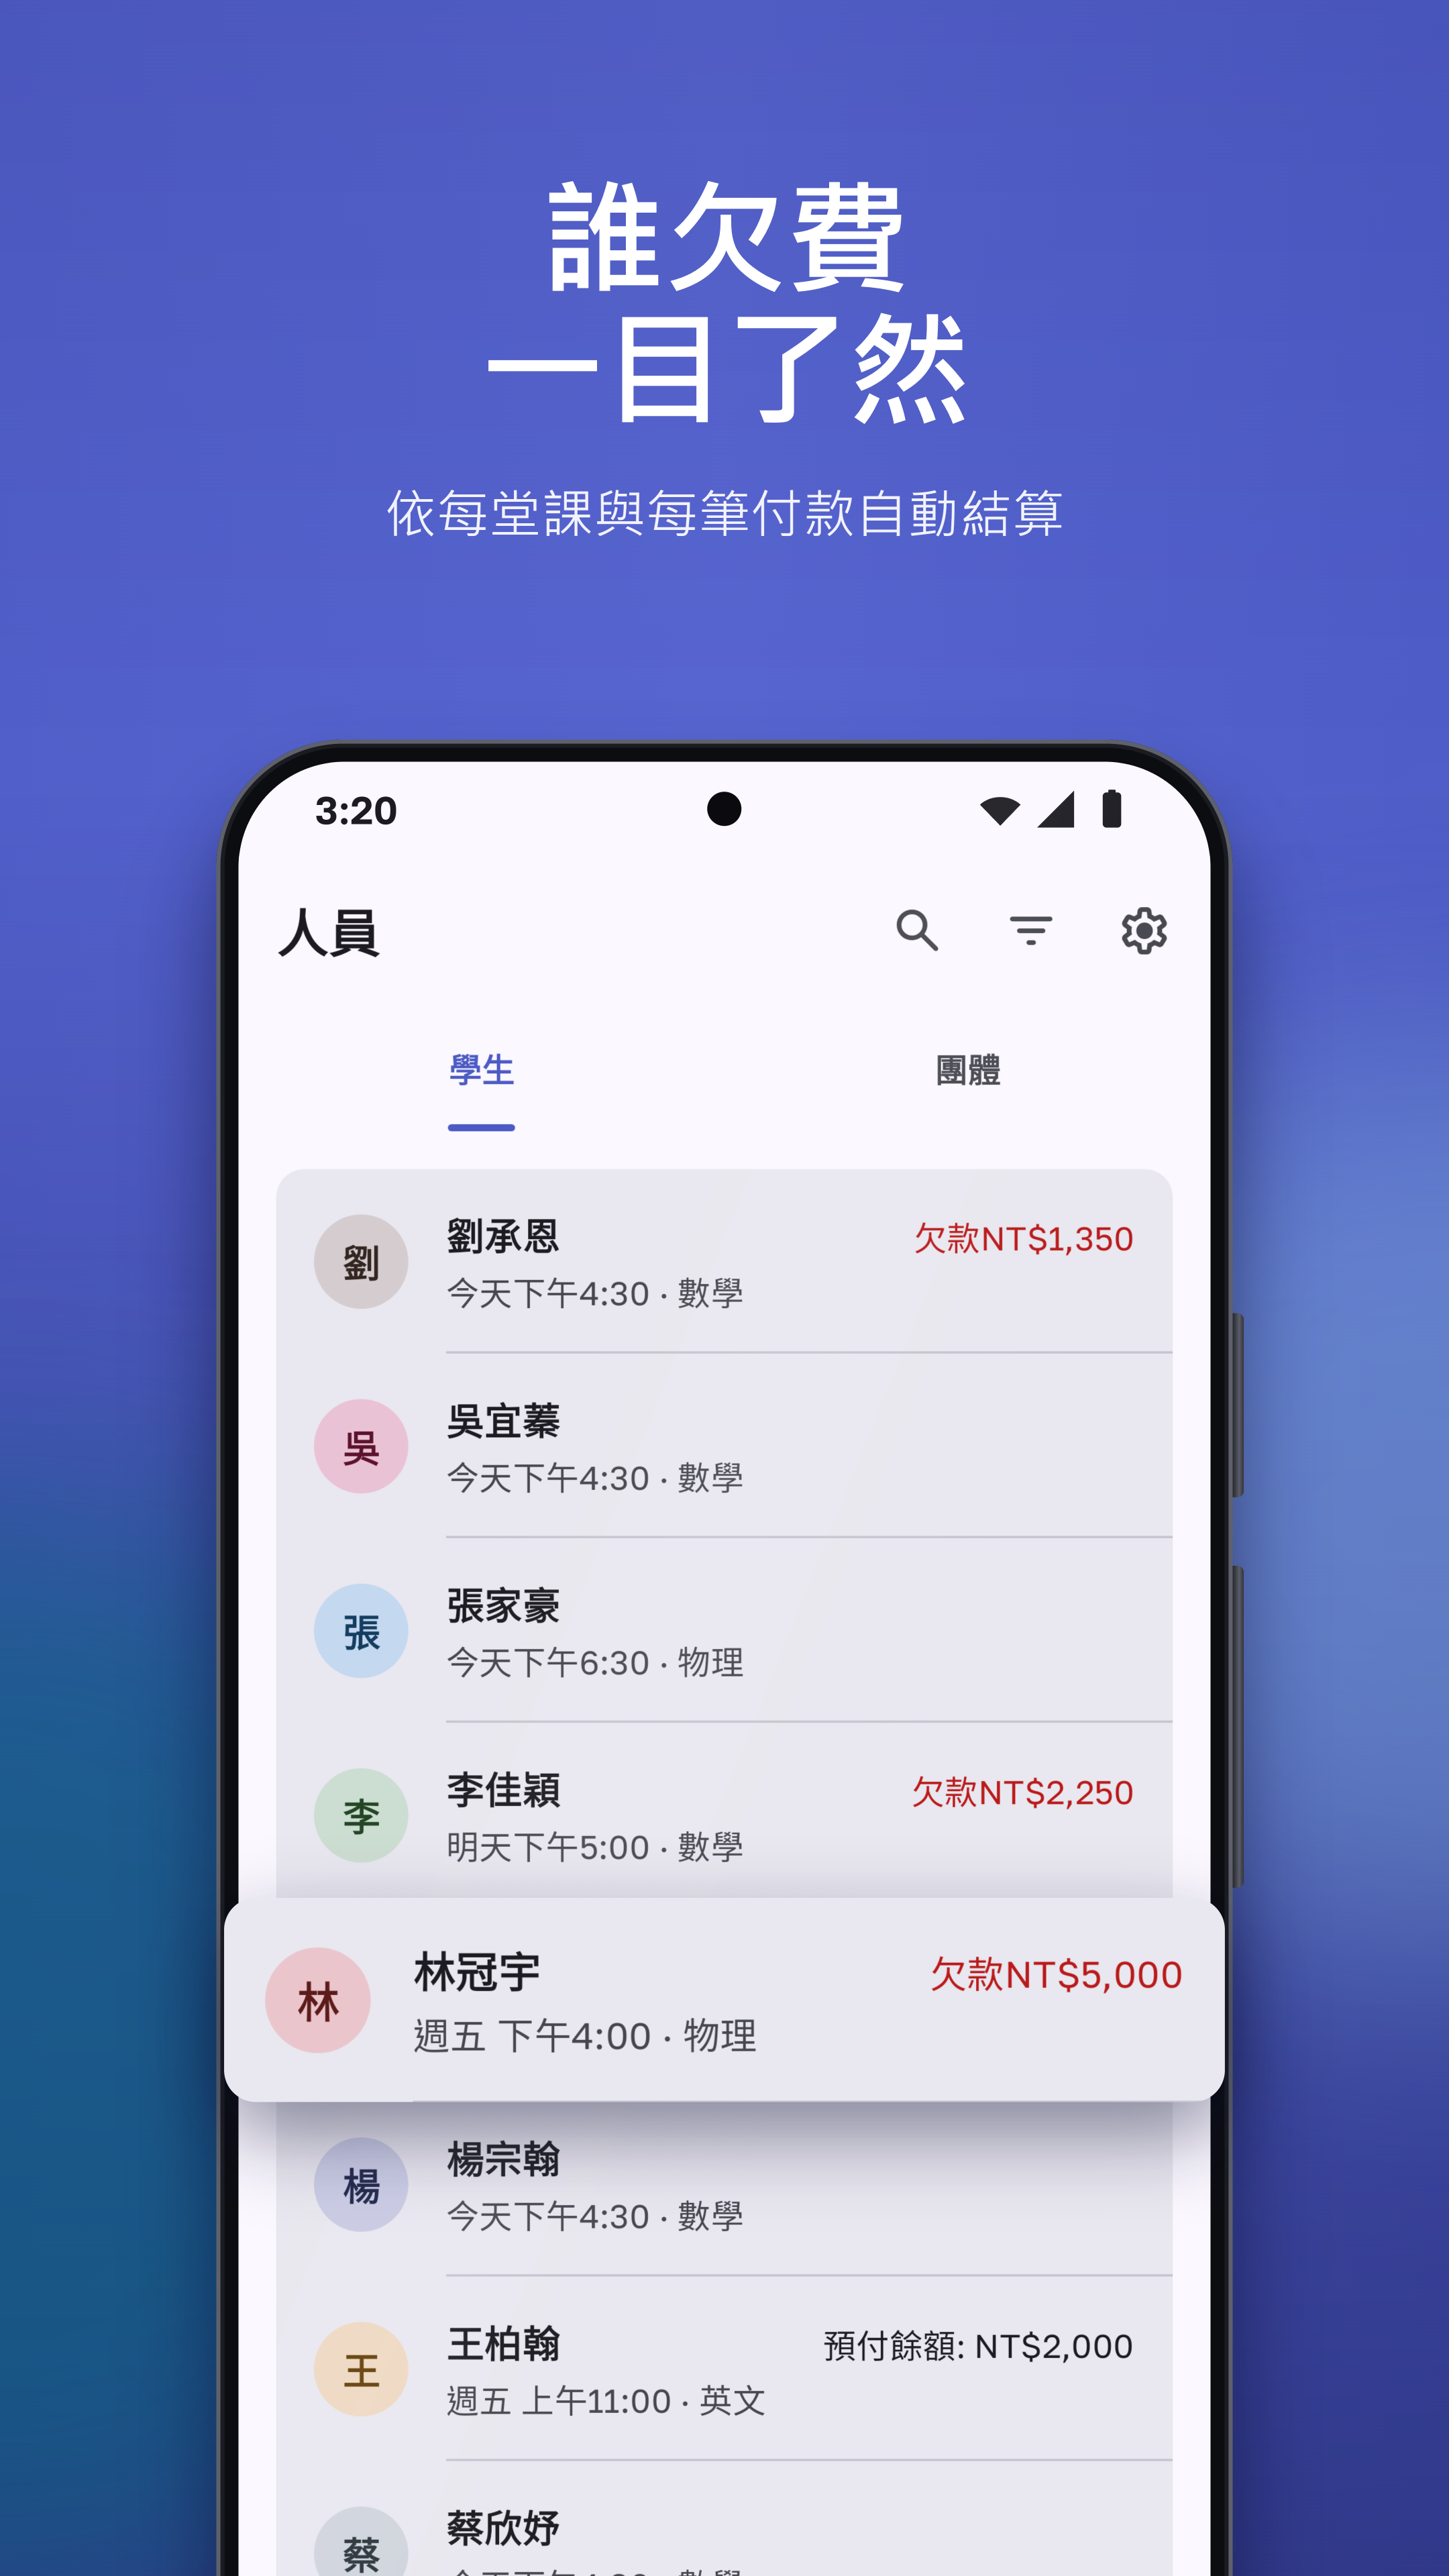 誰欠費
一目了然
依每堂課與每筆付款自動結算
3:20
人員
學生
團體
劉
劉承恩
欠款NT$1,350
今天下午4:30 · 數學
吳
吳宜蓁
今天下午4:30 · 數學
張
張家豪
今天下午6:30 · 物理
李
李佳穎
欠款NT$2,250
明天下午5:00 · 數學
林
林冠宇
欠款NT$5,000
週五 下午4:00 · 物理
楊
楊宗翰
今天下午4:30 · 數學
王
王柏翰
預付餘額: NT$2,000
週五 上午11:00 · 英文
蔡
蔡欣妤